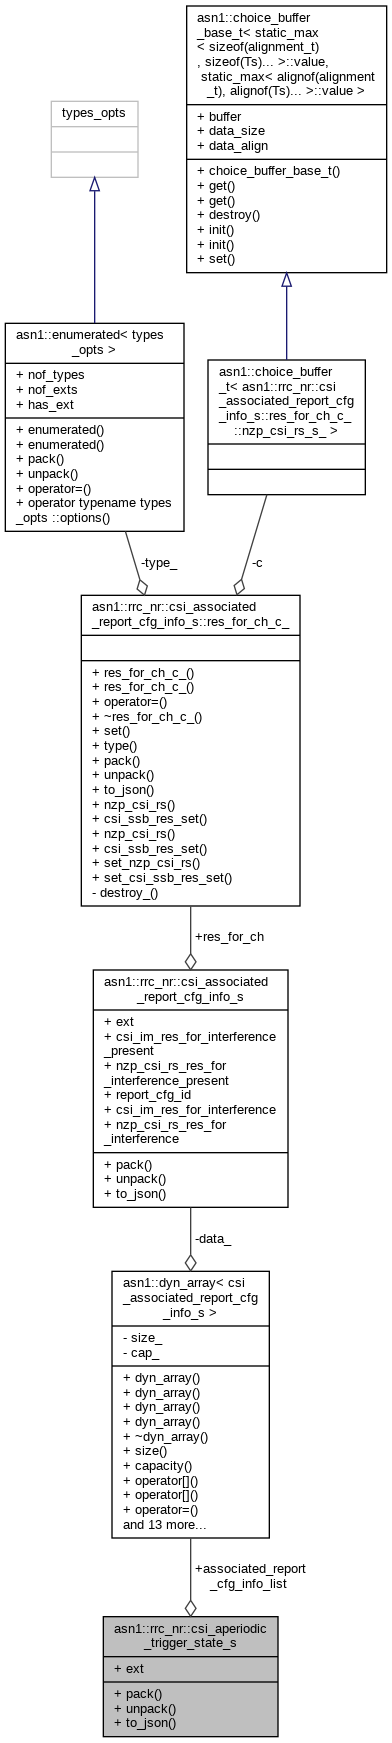 asn1::choice_buffer
_base_t< static_max
< sizeof(alignment_t)
, sizeof(Ts)... >::value,
static_max< alignof(alignment
_t), alignof(Ts)... >::value >
+ buffer
+ data_size
+ data_align
+ choice_buffer_base_t()
+ get()
+ get()
+ destroy()
+ init()
+ init()
+ set()
types_opts
asn1::enumerated< types
_opts >
+ nof_types
+ nof_exts
+ has_ext
+ enumerated()
+ enumerated()
+ pack()
+ unpack()
+ operator=()
+ operator typename types
_opts ::options()
asn1::choice_buffer
_t< asn1::rrc_nr::csi
_associated_report_cfg
_info_s::res_for_ch_c_
::nzp_csi_rs_s_ >
-type_
-c
asn1::rrc_nr::csi_associated
_report_cfg_info_s::res_for_ch_c_
+ res_for_ch_c_()
+ res_for_ch_c_()
+ operator=()
+ ~res_for_ch_c_()
+ set()
+ type()
+ pack()
+ unpack()
+ to_json()
+ nzp_csi_rs()
+ csi_ssb_res_set()
+ nzp_csi_rs()
+ csi_ssb_res_set()
+ set_nzp_csi_rs()
+ set_csi_ssb_res_set()
- destroy_()
+res_for_ch
asn1::rrc_nr::csi_associated
_report_cfg_info_s
+ ext
+ csi_im_res_for_interference
_present
+ nzp_csi_rs_res_for
_interference_present
+ report_cfg_id
+ csi_im_res_for_interference
+ nzp_csi_rs_res_for
_interference
+ pack()
+ unpack()
+ to_json()
-data_
asn1::dyn_array< csi
_associated_report_cfg
_info_s >
- size_
- cap_
+ dyn_array()
+ dyn_array()
+ dyn_array()
+ dyn_array()
+ ~dyn_array()
+ size()
+ capacity()
+ operator[]()
+ operator[]()
+ operator=()
and 13 more...
+associated_report
_cfg_info_list
asn1::rrc_nr::csi_aperiodic
_trigger_state_s
+ ext
+ pack()
+ unpack()
+ to_json()